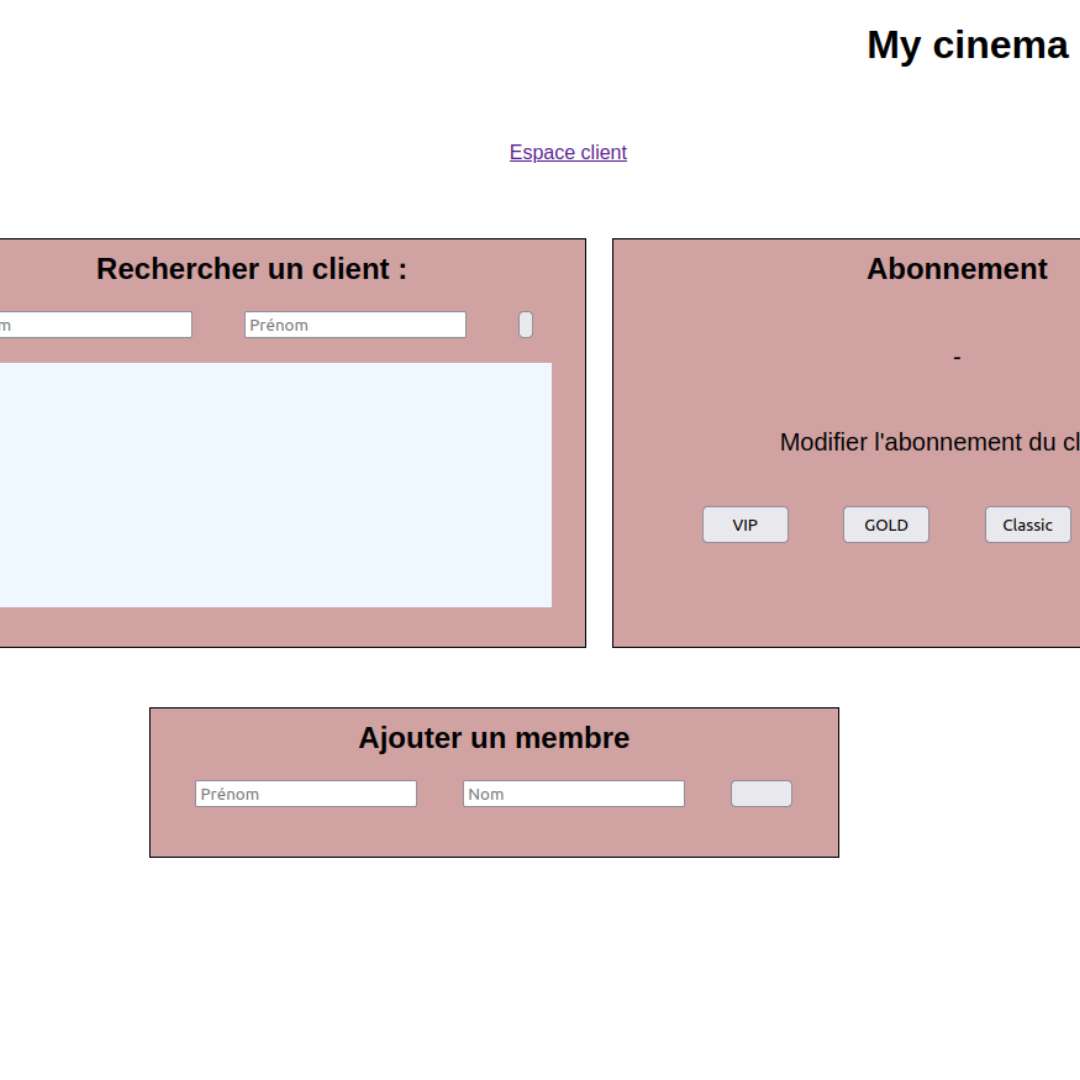 My cinema
Espace client
Rechercher un client :
Prénom
Abonnement
-
Modifier l'abonnement du
VIP
GOLD
Classic
Ajouter un membre
Prénom
Nom